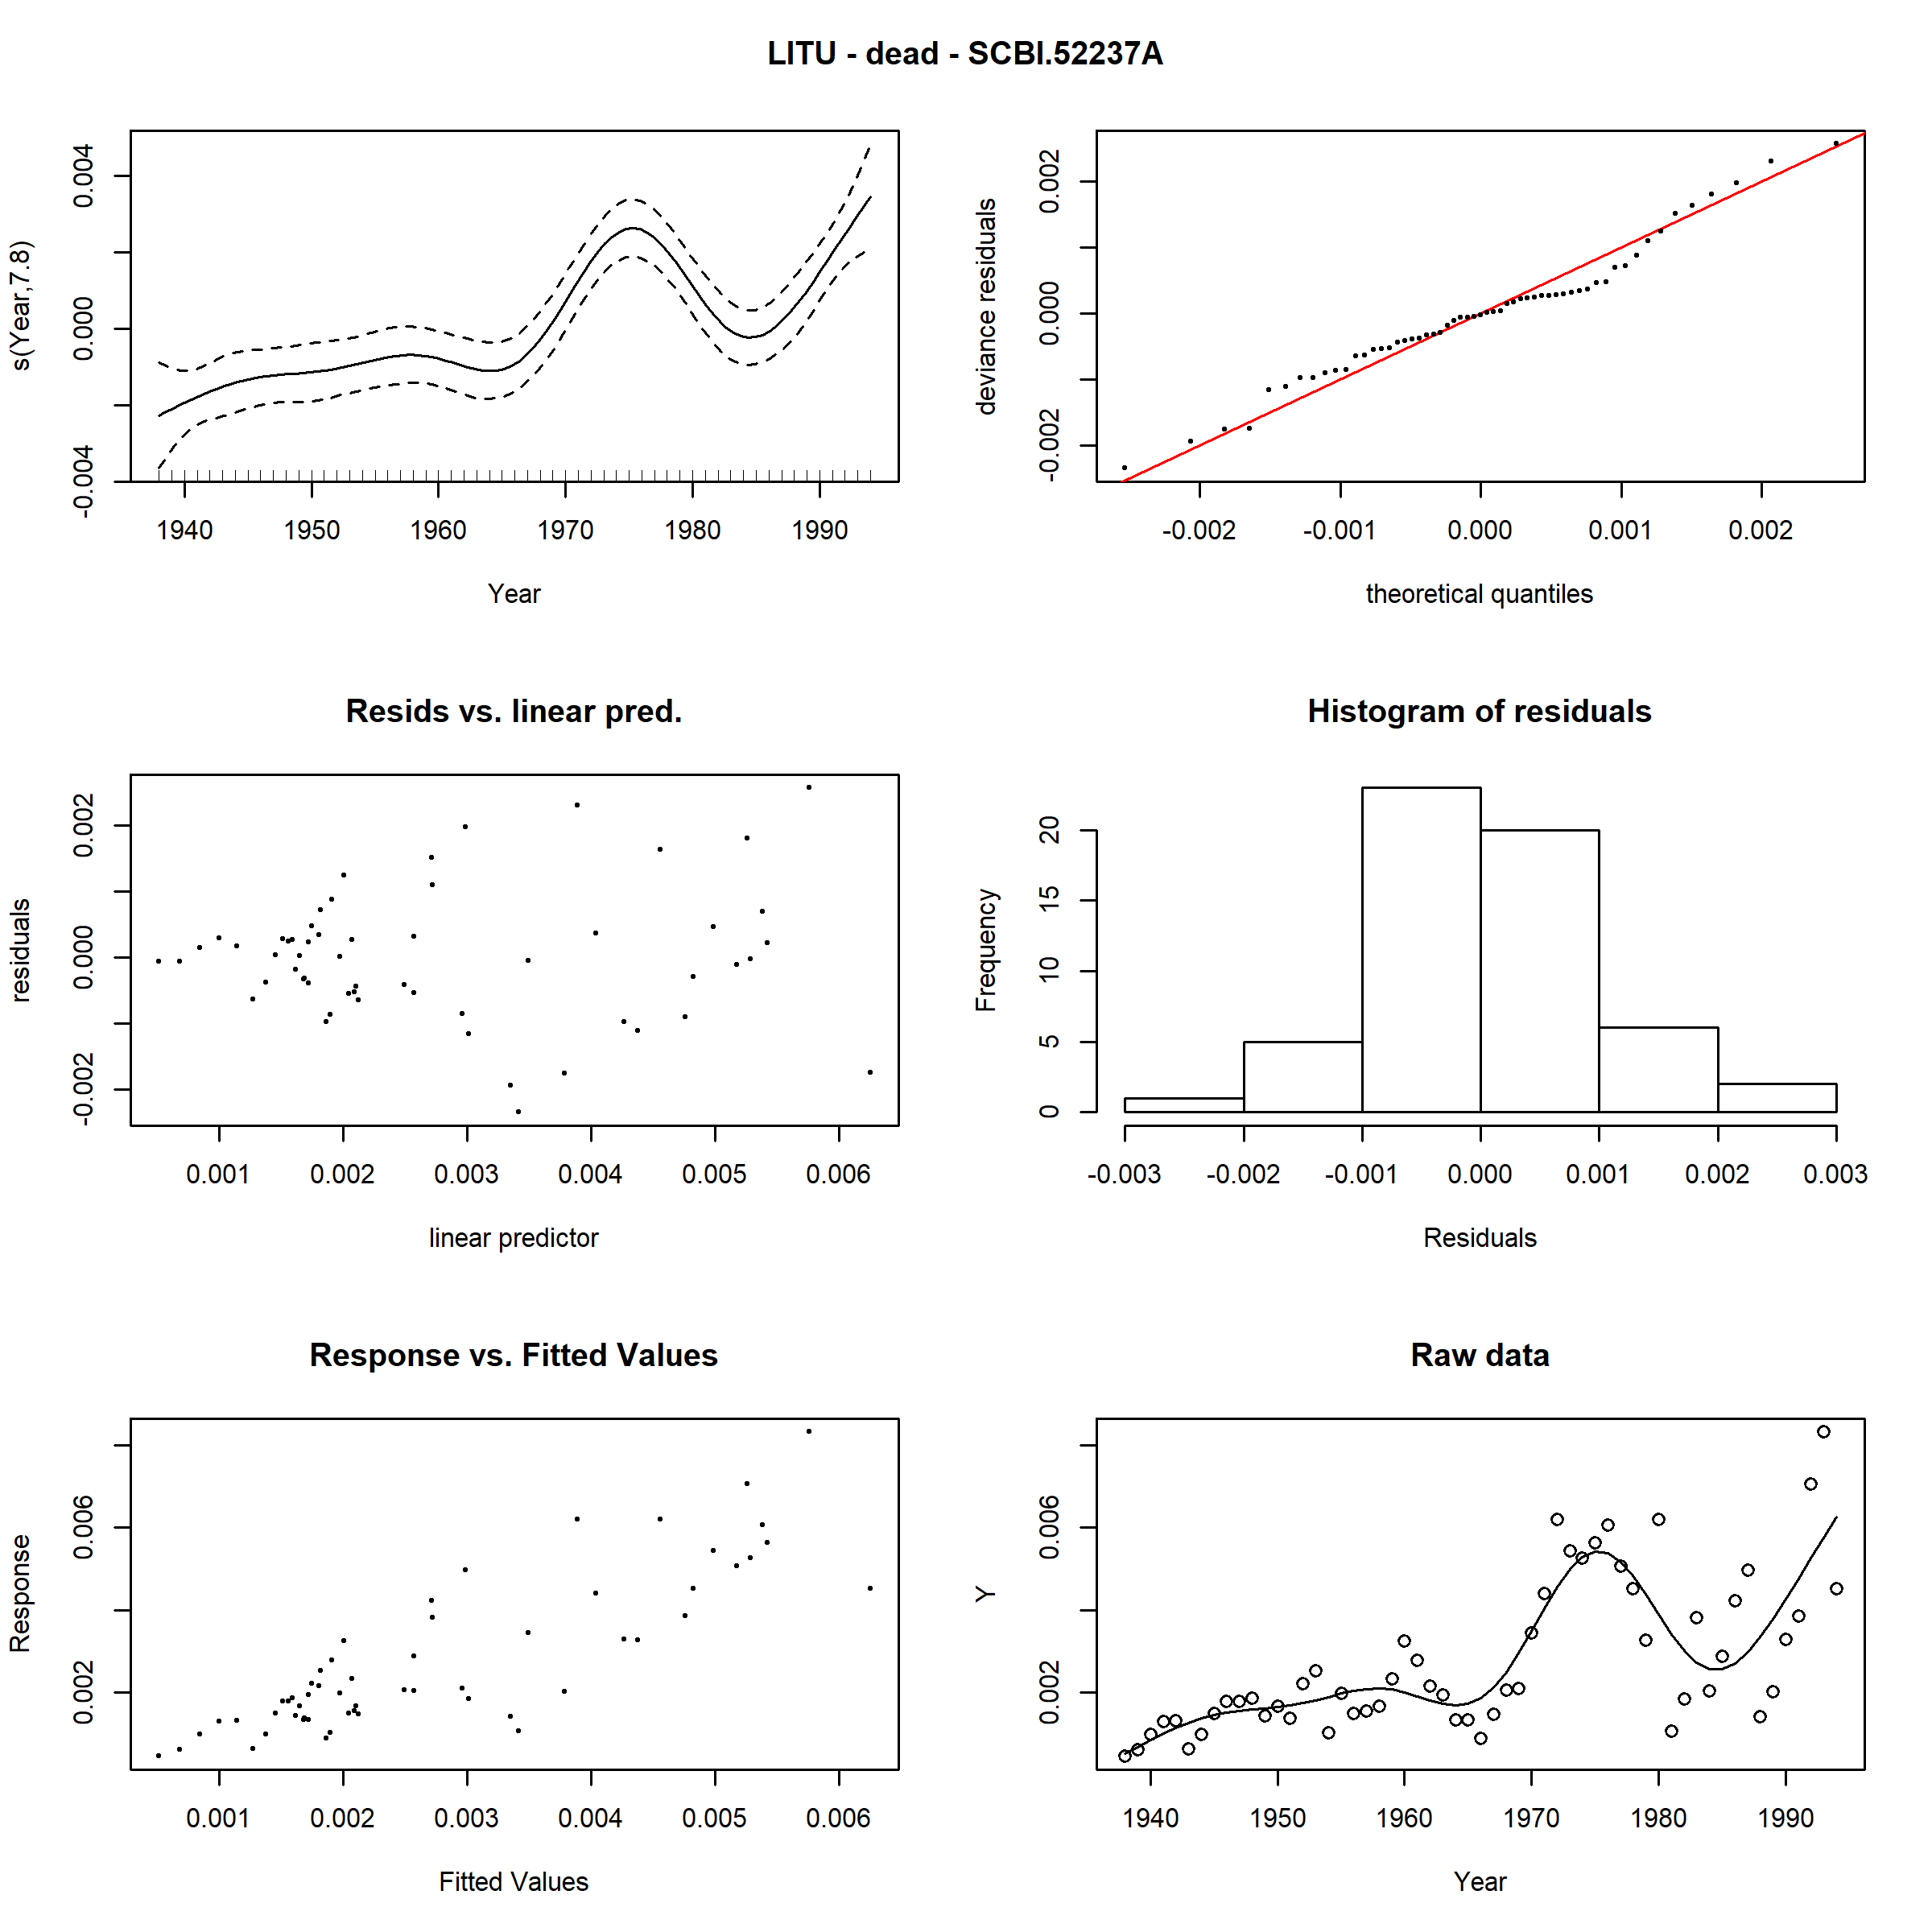 LITU - dead - SCBI.52237A
s(Year,7.8)
-0.004 0.000 0.004
1940 1950 1960 1970 1980 1990
Year
deviance residuals
-0.002 0.000 0.002
-0.002 -0.001 0.000 0.001 0.002
theoretical quantiles
Resids vs. linear pred.
residuals
-0.002 0.000 0.002
0.001 0.002 0.003 0.004 0.005 0.006
linear predictor
Histogram of residuals
Frequency
0 5 10 15 20
-0.003 -0.002 -0.001 0.000 0.001 0.002 0.003
Residuals
Response vs. Fitted Values
Response
0.002 0.006
0.001 0.002 0.003 0.004 0.005 0.006
Fitted Values
Raw data
Y
0.002 0.006
1940 1950 1960 1970 1980 1990
Year